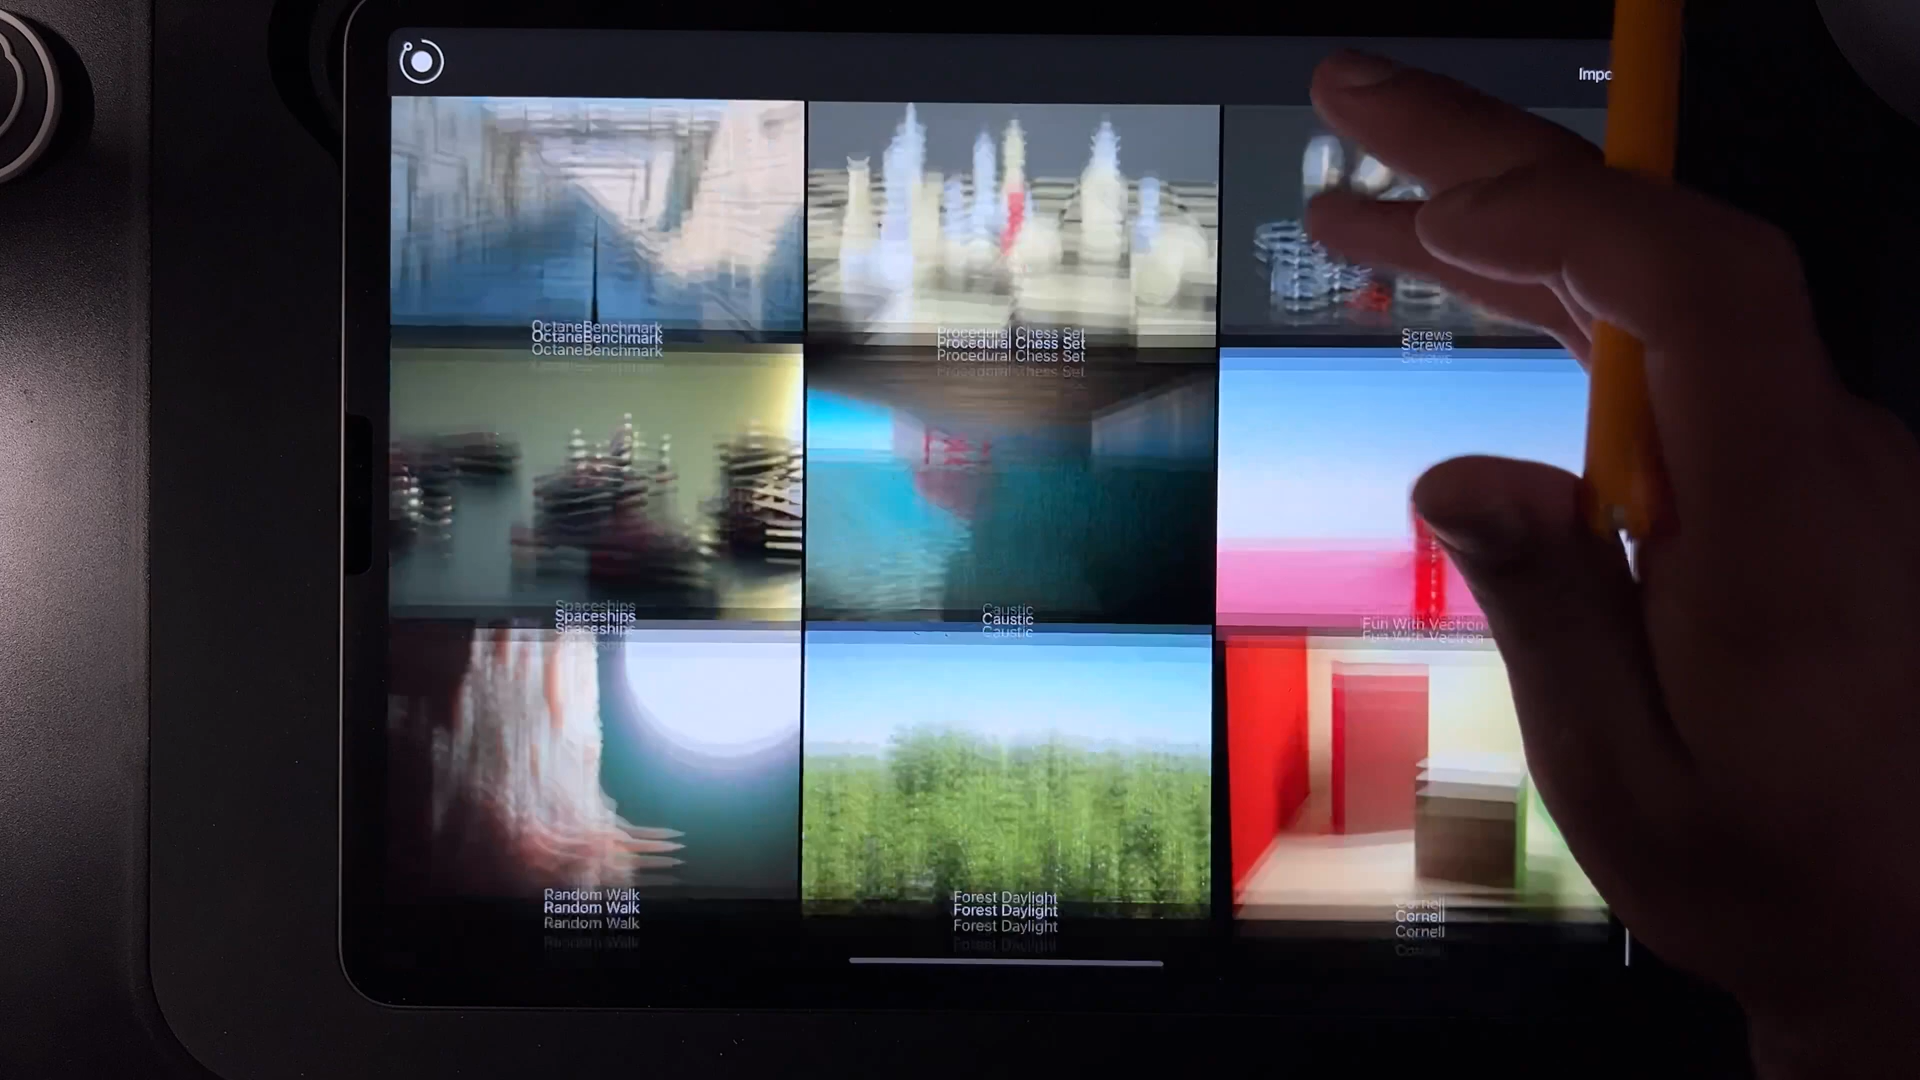 Impo
OctaneBenchmark
Procedural Chess Set
Screws
Spaceships
Caustic
Fun With Vectron
Random Walk
Forest Daylight
Cornell